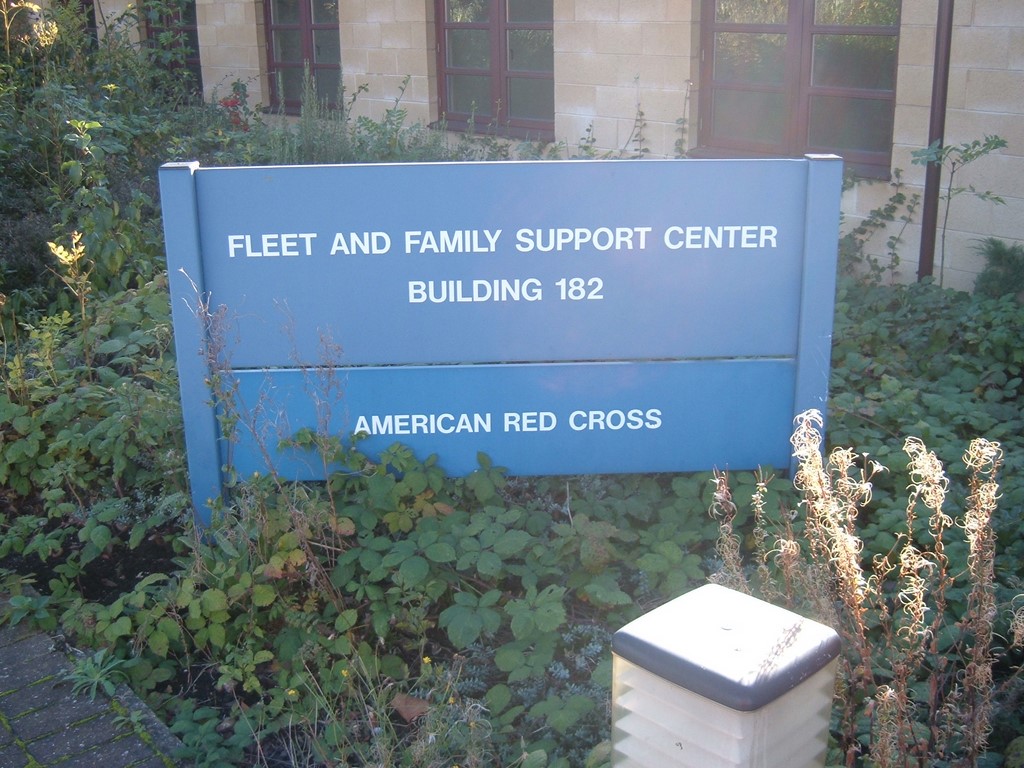 FLEET AND FAMILY SUPPORT CENTER
BUILDING 182
AMERICAN RED CROSS